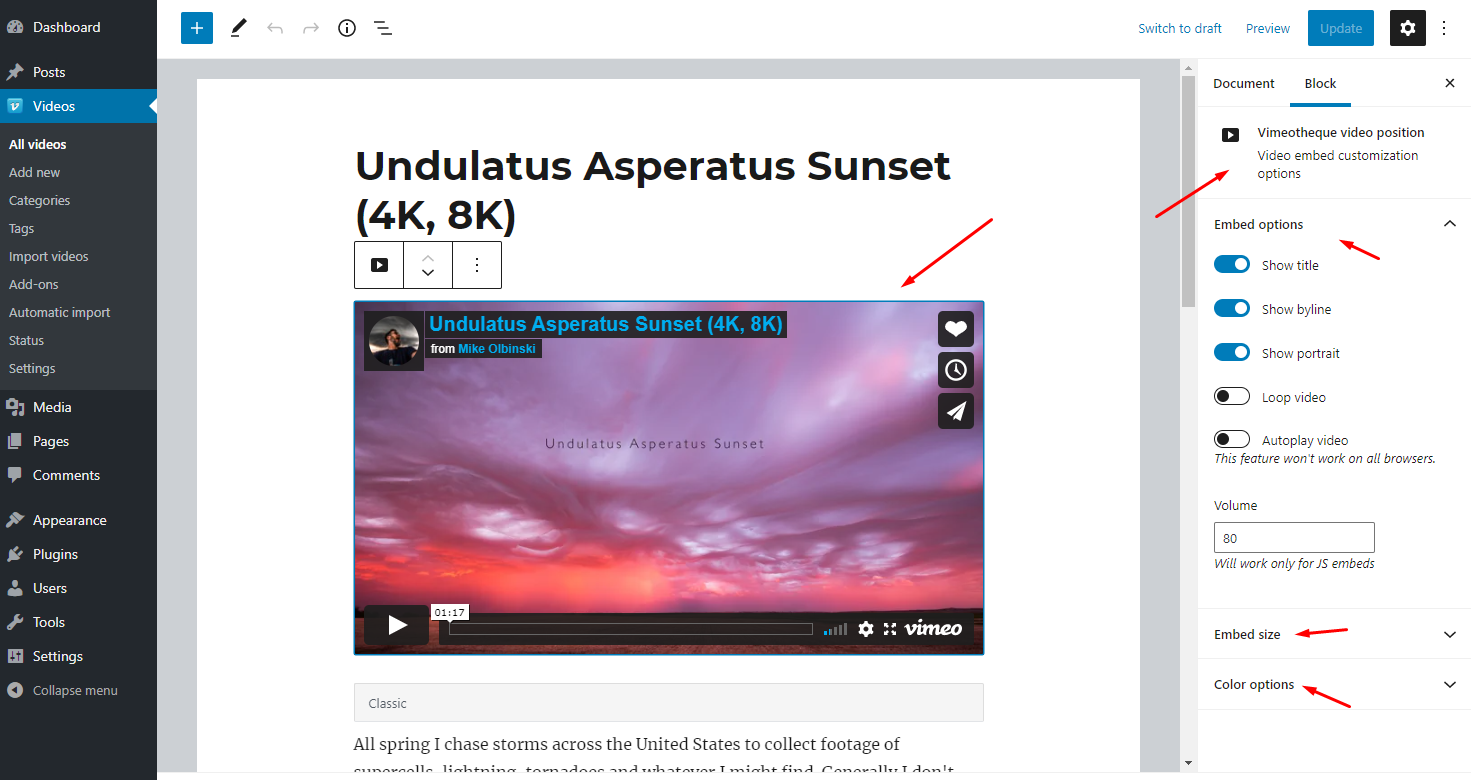 Dashboard
Posts
Videos
All videos
Add new
Categories
Tags
Import videos
Add-ons
Automatic import
Status
Settings
Media
Pages
Comments
Appearance
Plugins
Users
Tools
Settings
Collapse menu
Switch to draft
Preview
Update
Undulatus Asperatus Sunset
(4K, 8K)
Undulatus Asperatus Sunset (4K, 8K)
from Mike Olbinski
Undulatus Asperatus Sunset
01:17
vimeo
Classic
All spring I chase storms across the United States to collect footage of
supercells, lightning, tornadoes and whatever I might find. Generally I don't
Document
Block
Vimeotheque video position
Video embed customization
options
Embed options
Show title
Show byline
Show portrait
Loop video
Autoplay video
This feature won't work on all browsers.
Volume
80
Will work only for JS embeds
Embed size
Color options